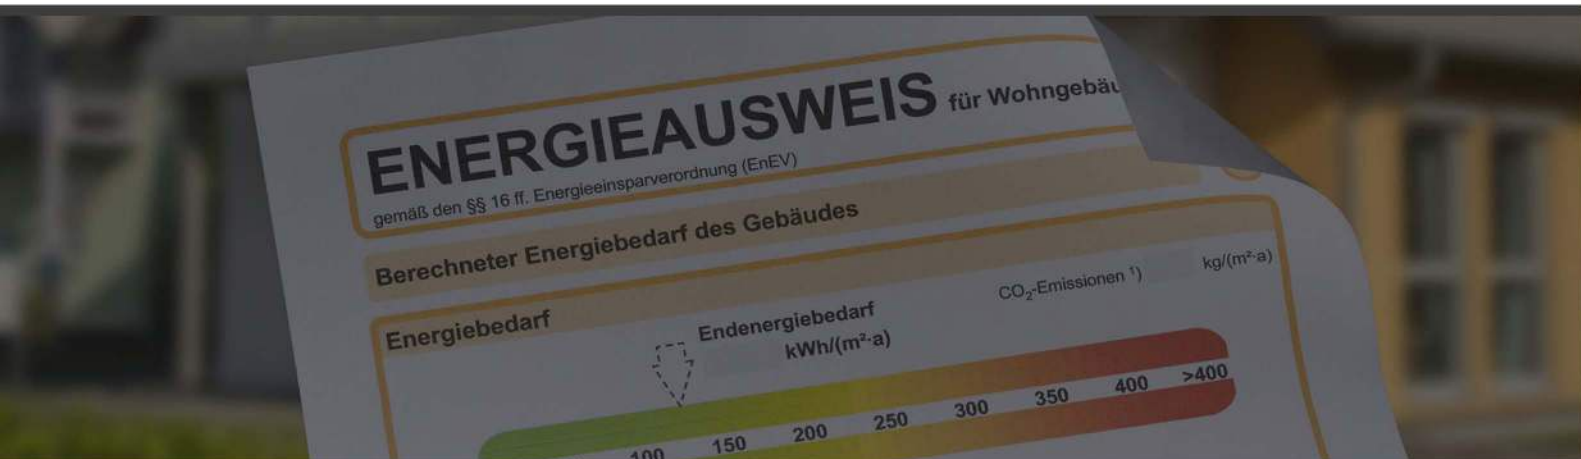 ENERGIEAUSWEIS für Wohngebäu
gemäß den §§ 16 ff. Energieeinsparverordnung (EnEV)
Berechneter Energiebedarf des Gebäudes
Energiebedarf
Endenergiebedarf
kWh/(m²·a)
CO₂-Emissionen ¹)
kg/(m²·a)
100 150 200 250 300 350 400 >400